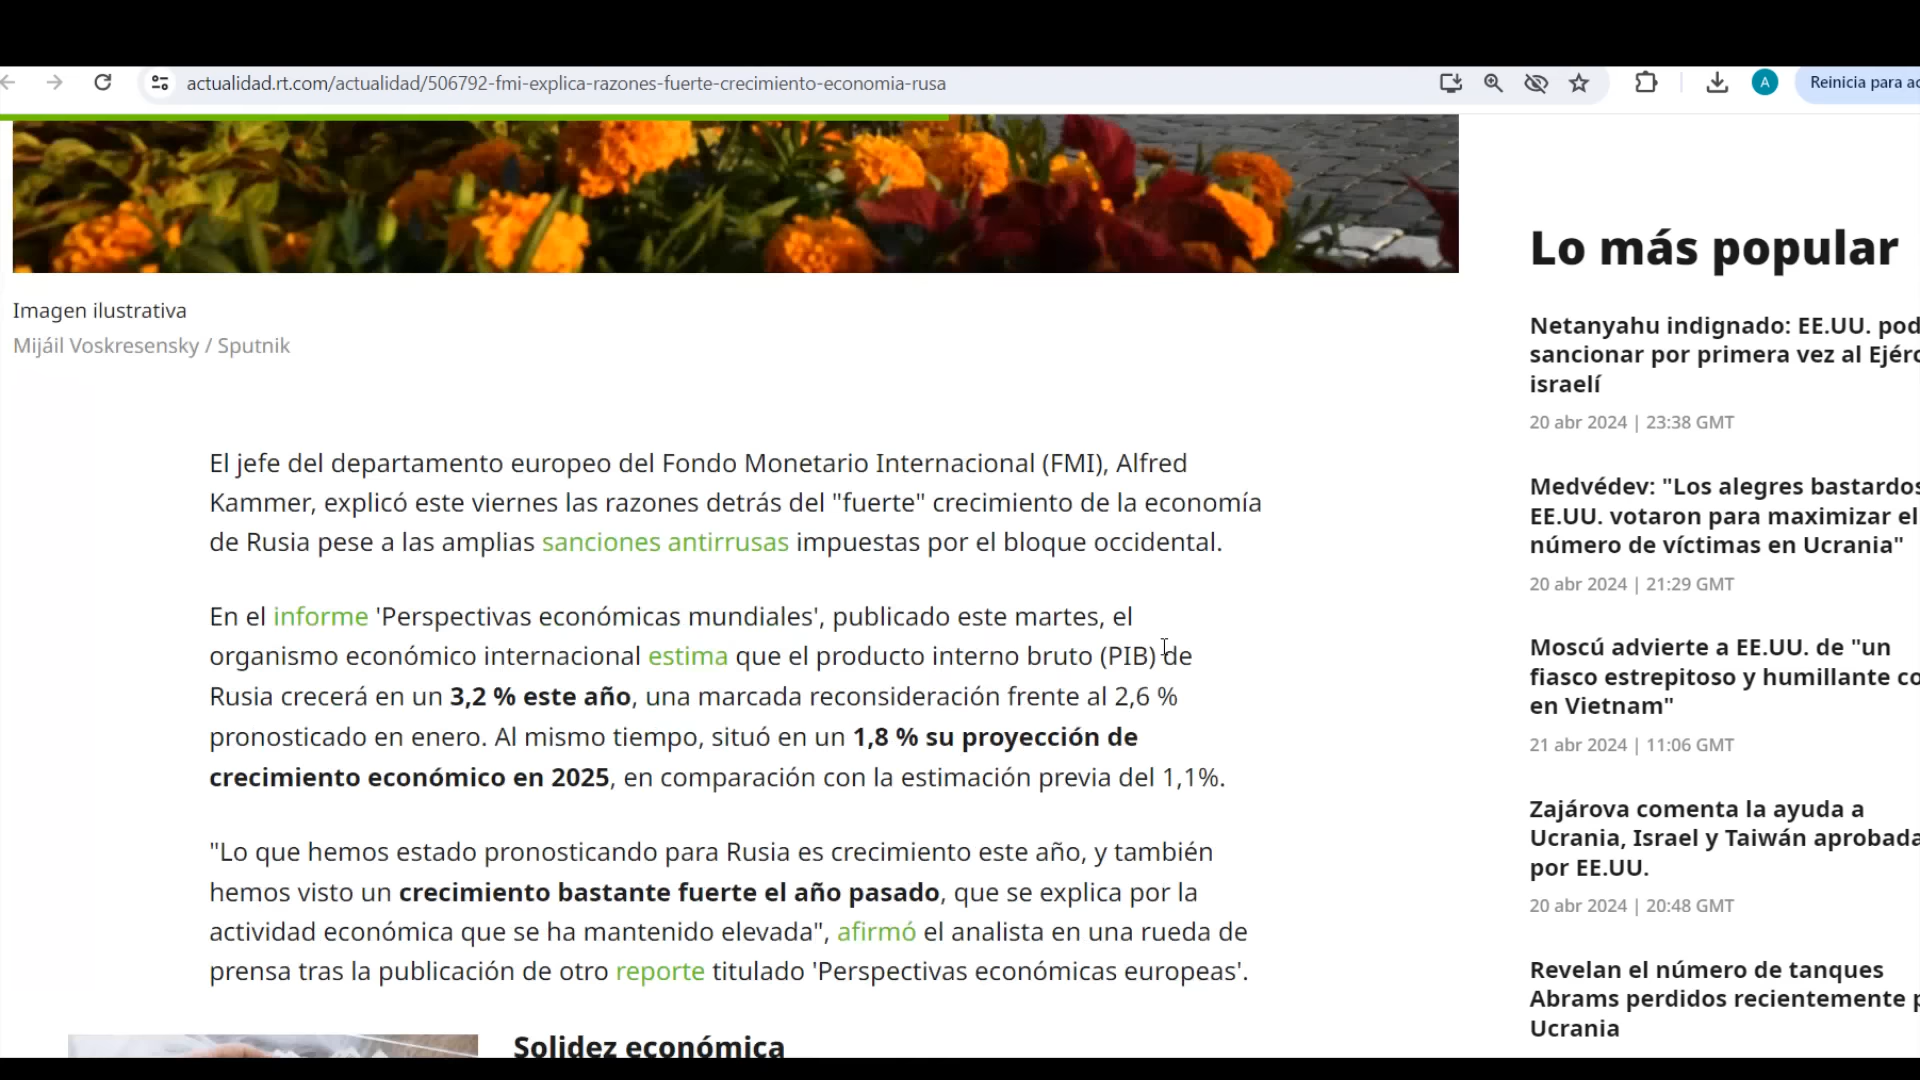 actualidad.rt.com/actualidad/506792-fmi-explica-razones-fuerte-crecimiento-economia-rusa
A
Reinicia para ac
Imagen ilustrativa
Mijáil Voskresensky / Sputnik
El jefe del departamento europeo del Fondo Monetario Internacional (FMI), Alfred
Kammer, explicó este viernes las razones detrás del "fuerte" crecimiento de la economía
de Rusia pese a las amplias sanciones antirrusas impuestas por el bloque occidental.
En el informe 'Perspectivas económicas mundiales', publicado este martes, el
organismo económico internacional estima que el producto interno bruto (PIB) de
Rusia crecerá en un 3,2 % este año, una marcada reconsideración frente al 2,6 %
pronosticado en enero. Al mismo tiempo, situó en un 1,8 % su proyección de
crecimiento económico en 2025, en comparación con la estimación previa del 1,1%.
"Lo que hemos estado pronosticando para Rusia es crecimiento este año, y también
hemos visto un crecimiento bastante fuerte el año pasado, que se explica por la
actividad económica que se ha mantenido elevada", afirmó el analista en una rueda de
prensa tras la publicación de otro reporte titulado 'Perspectivas económicas europeas'.
Solidez económica
Lo más popular
Netanyahu indignado: EE.UU. pod
sancionar por primera vez al Ejérc
israelí
20 abr 2024 | 23:38 GMT
Medvédev: "Los alegres bastardos
EE.UU. votaron para maximizar el
número de víctimas en Ucrania"
20 abr 2024 | 21:29 GMT
Moscú advierte a EE.UU. de "un
fiasco estrepitoso y humillante co
en Vietnam"
21 abr 2024 | 11:06 GMT
Zajárova comenta la ayuda a
Ucrania, Israel y Taiwán aprobada
por EE.UU.
20 abr 2024 | 20:48 GMT
Revelan el número de tanques
Abrams perdidos recientemente p
Ucrania